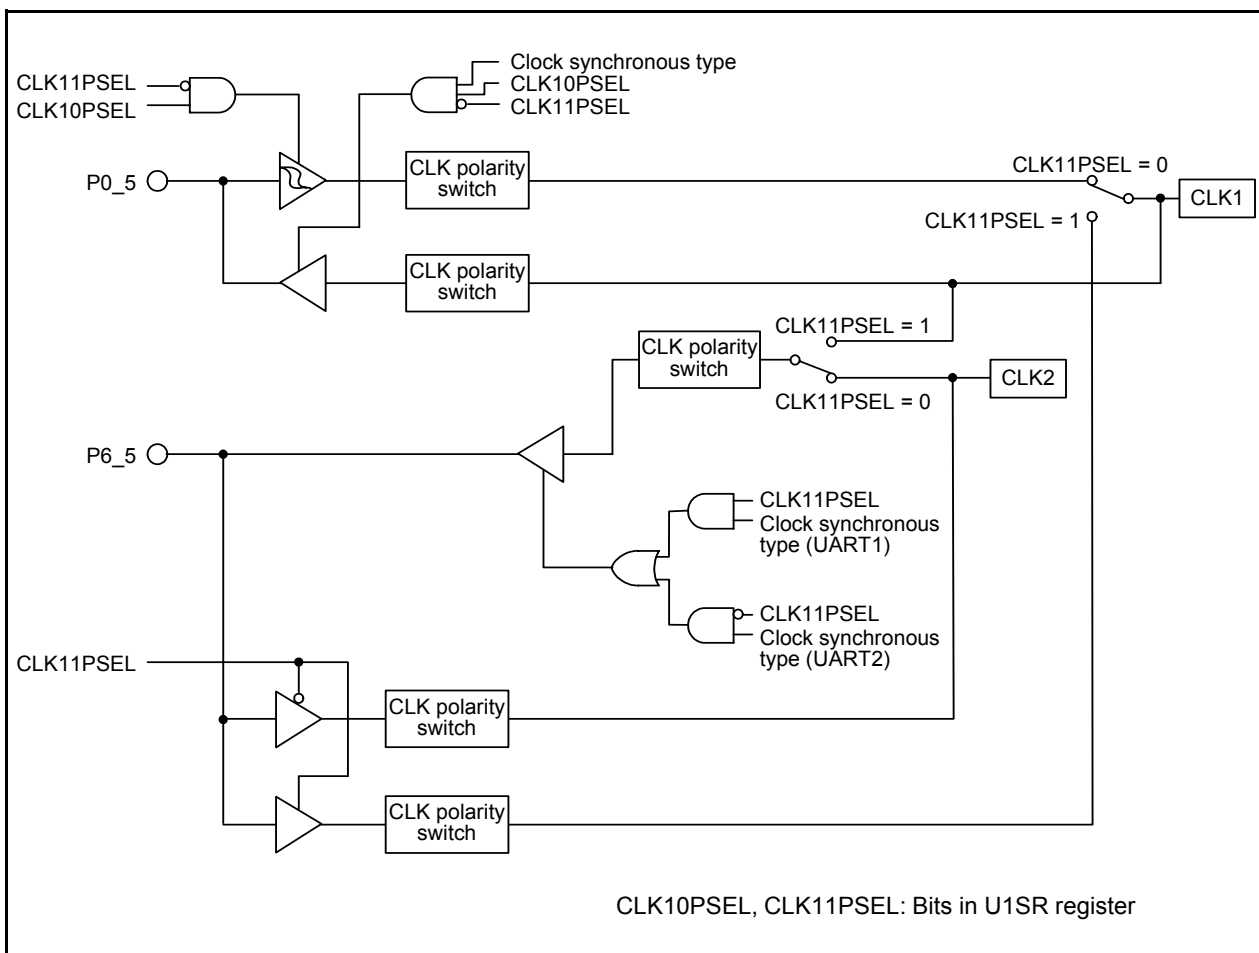 Clock synchronous type
CLK11PSEL
CLK10PSEL
CLK10PSEL
CLK11PSEL
P0_5
CLK polarity
switch
CLK11PSEL = 0
CLK1
CLK11PSEL = 1
CLK polarity
switch
CLK11PSEL = 1
CLK polarity
switch
CLK2
CLK11PSEL = 0
P6_5
CLK11PSEL
Clock synchronous
type (UART1)
CLK11PSEL
Clock synchronous
type (UART2)
CLK11PSEL
CLK polarity
switch
CLK polarity
switch
CLK10PSEL, CLK11PSEL: Bits in U1SR register